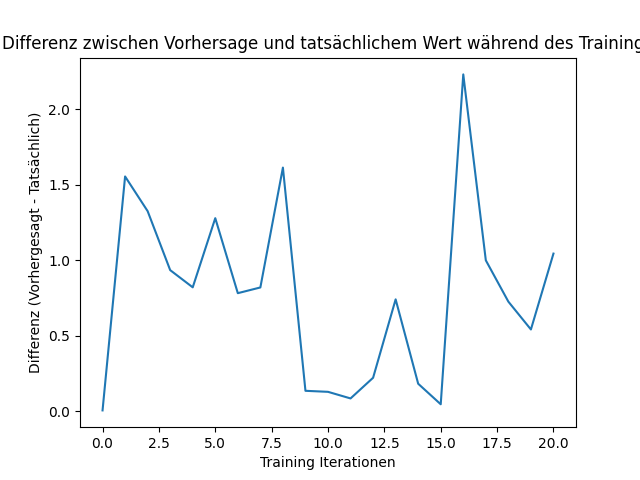 Differenz zwischen Vorhersage und tatsächlichem Wert während des Training
Differenz (Vorhergesagt - Tatsächlich)
2.0
1.5
1.0
0.5
0.0
0.0 2.5 5.0 7.5 10.0 12.5 15.0 17.5 20.0
Training Iterationen